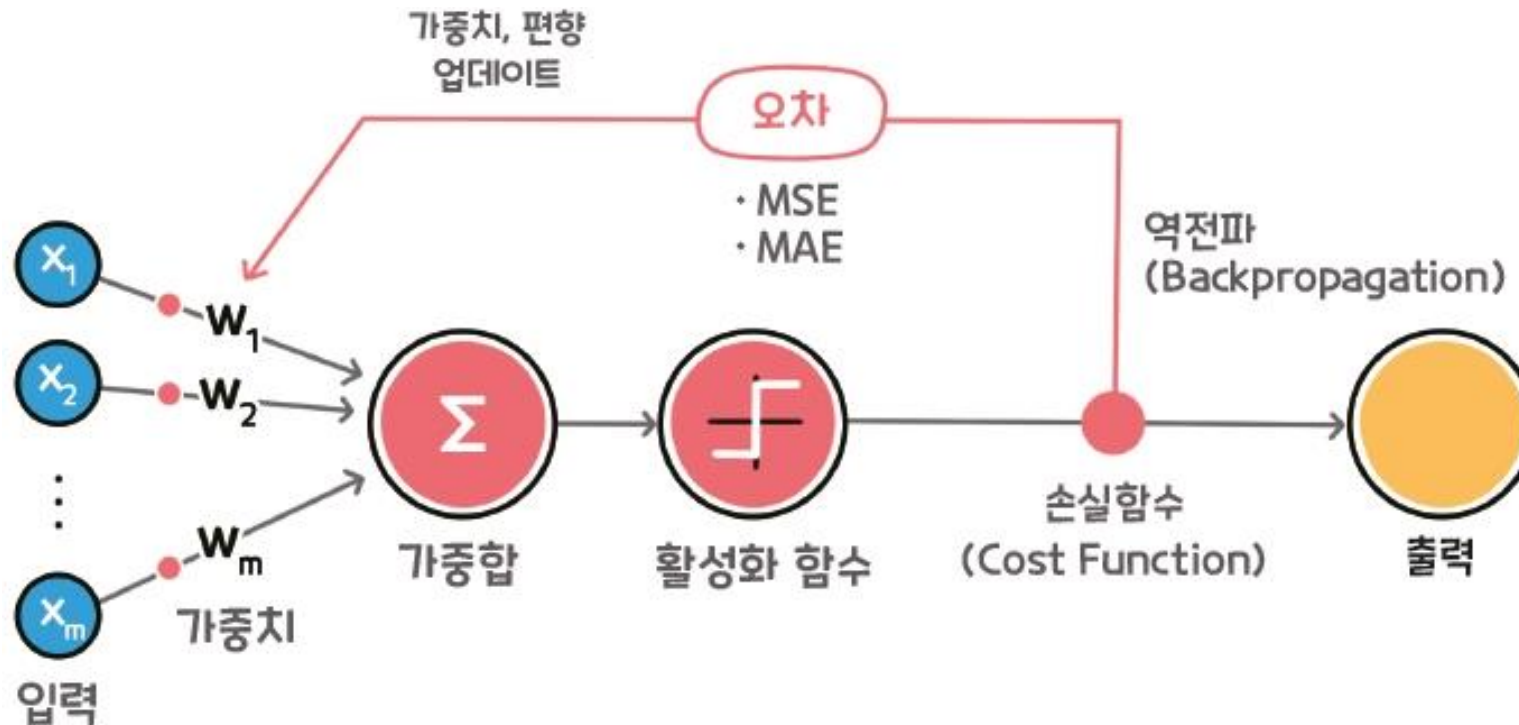 가중치, 편향
업데이트
오차
· MSE
· MAE
역전파
(Backpropagation)
x₁
W₁
x₂
W₂
⋮
Wₘ
xₘ
가중치
입력
Σ
가중합
활성화 함수
손실함수
(Cost Function)
출력